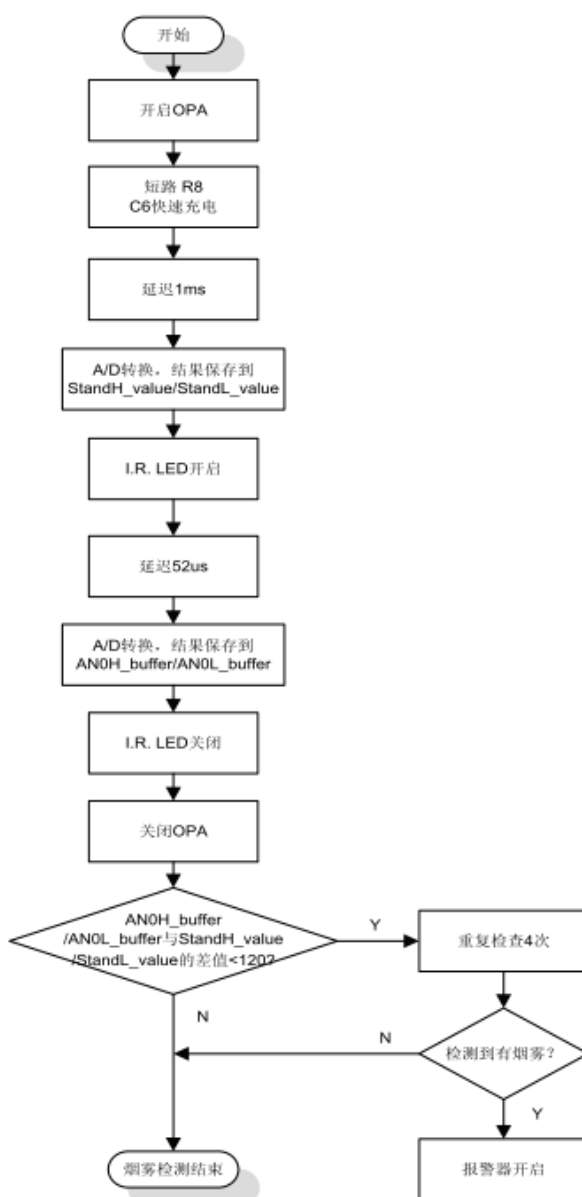 开始
开启OPA
短路 R8
C6快速充电
延迟1ms
A/D转换，结果保存到
StandH_value/StandL_value
I.R. LED开启
延迟52us
A/D转换，结果保存到
AN0H_buffer/AN0L_buffer
I.R. LED关闭
关闭OPA
AN0H_buffer
/AN0L_buffer与StandH_value
/StandL_value的差值<120?
Y
重复检查4次
N
N
检测到有烟雾？
Y
烟雾检测结束
报警器开启